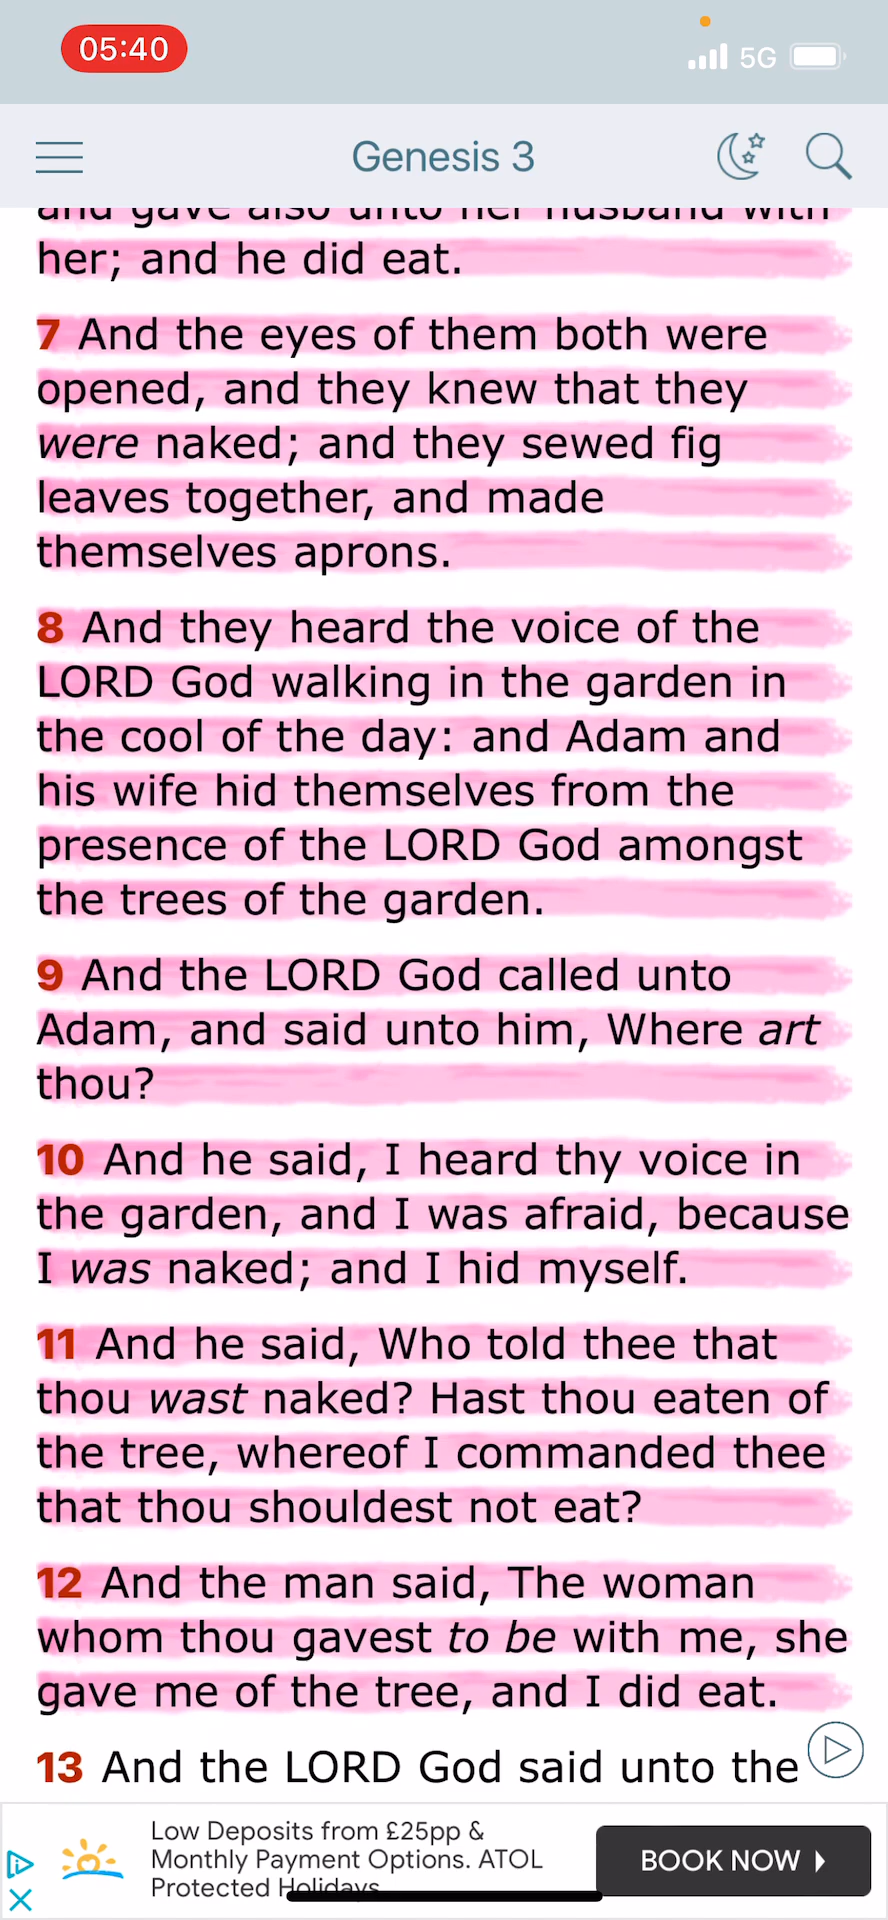 05:40
5G
Genesis 3
and gave also unto her husband with
her; and he did eat.
7 And the eyes of them both were
opened, and they knew that they
were naked; and they sewed fig
leaves together, and made
themselves aprons.
8 And they heard the voice of the
LORD God walking in the garden in
the cool of the day: and Adam and
his wife hid themselves from the
presence of the LORD God amongst
the trees of the garden.
9 And the LORD God called unto
Adam, and said unto him, Where art
thou?
10 And he said, I heard thy voice in
the garden, and I was afraid, because
I was naked; and I hid myself.
11 And he said, Who told thee that
thou wast naked? Hast thou eaten of
the tree, whereof I commanded thee
that thou shouldest not eat?
12 And the man said, The woman
whom thou gavest to be with me, she
gave me of the tree, and I did eat.
13 And the LORD God said unto the
Low Deposits from £25pp &
Monthly Payment Options. ATOL
Protected Holidays
BOOK NOW